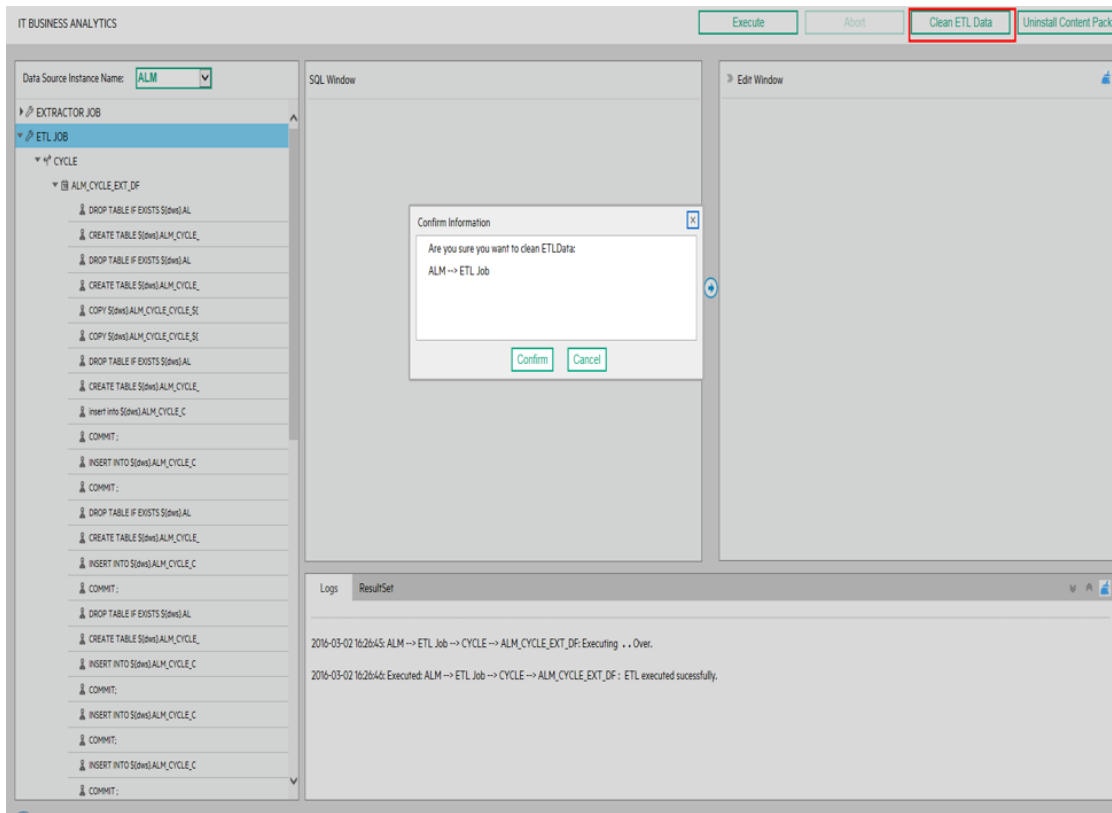 IT BUSINESS ANALYTICS
Execute
Abort
Clean ETL Data
Uninstall Content Pack
Data Source Instance Name: ALM
EXTRACTOR JOB
ETL JOB
CYCLE
ALM_CYCLE_EXT_DF
DROP TABLE IF EXISTS ${dws}.AL
CREATE TABLE ${dws}.ALM_CYCLE_
DROP TABLE IF EXISTS ${dws}.AL
CREATE TABLE ${dws}.ALM_CYCLE_
COPY ${dws}.ALM_CYCLE_CYCLE_${
COPY ${dws}.ALM_CYCLE_CYCLE_${
DROP TABLE IF EXISTS ${dws}.AL
CREATE TABLE ${dws}.ALM_CYCLE_
insert into ${dws}.ALM_CYCLE_C
COMMIT ;
INSERT INTO ${dws}.ALM_CYCLE_C
COMMIT ;
DROP TABLE IF EXISTS ${dws}.AL
CREATE TABLE ${dws}.ALM_CYCLE_
INSERT INTO ${dws}.ALM_CYCLE_C
COMMIT ;
DROP TABLE IF EXISTS ${dws}.AL
CREATE TABLE ${dws}.ALM_CYCLE_
INSERT INTO ${dws}.ALM_CYCLE_C
COMMIT;
INSERT INTO ${dws}.ALM_CYCLE_C
COMMIT;
INSERT INTO ${dws}.ALM_CYCLE_C
COMMIT ;
SQL Window
Edit Window
Confirm Information
Are you sure you want to clean ETLData:
ALM --> ETL Job
Confirm
Cancel
Logs
ResultSet
2016-03-02 16:26:45: ALM --> ETL Job --> CYCLE --> ALM_CYCLE_EXT_DF: Executing . . Over.
2016-03-02 16:26:46: Executed: ALM --> ETL Job --> CYCLE --> ALM_CYCLE_EXT_DF : ETL executed sucessfully.